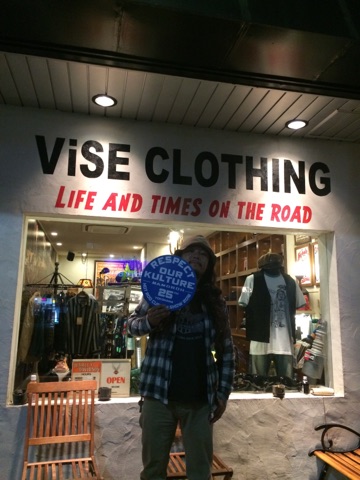 ViSE CLOTHING
LIFE AND TIMES ON THE ROAD
RESPECT
OUR
KULTURE
25
OPEN